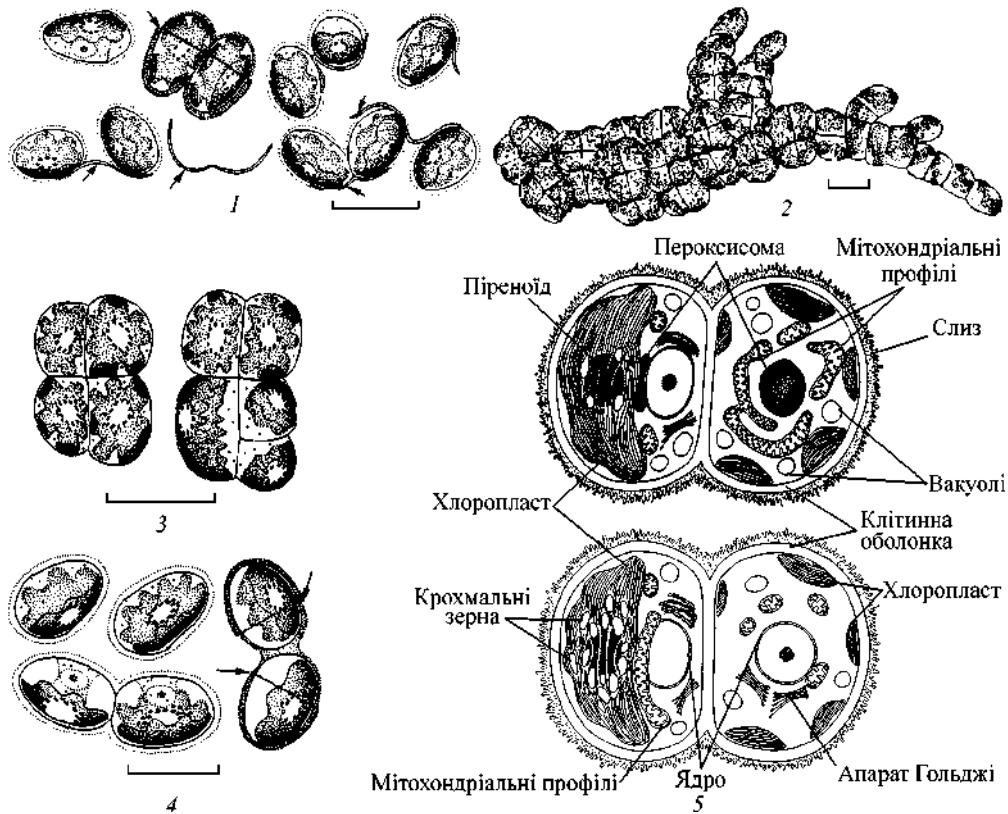 1
2
3
4
Пероксисома
Мітохондріальні
профілі
Піреноїд
Слиз
Хлоропласт
Вакуолі
Клітинна
оболонка
Крохмальні
зерна
Хлоропласт
Мітохондріальні профілі
Ядро
Апарат Гольджі
5